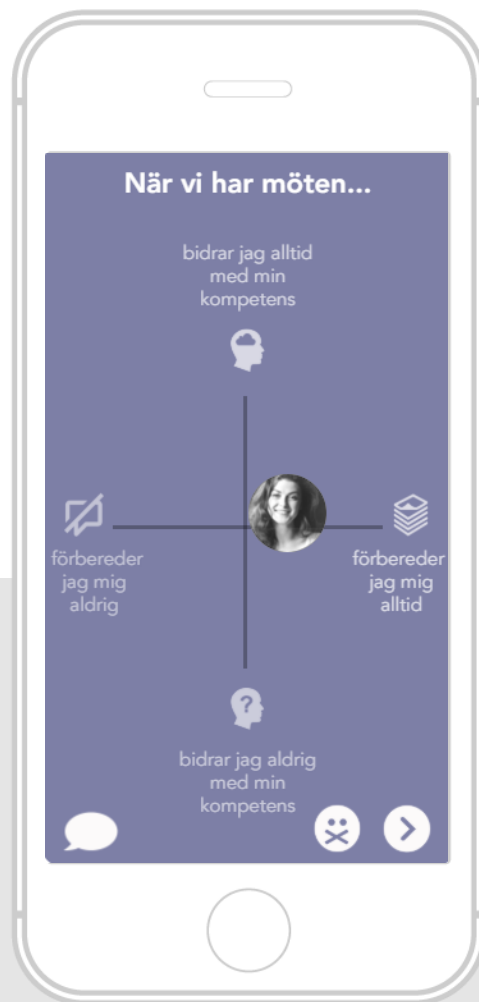 När vi har möten...
bidrar jag alltid
med min
kompetens
förbereder
jag mig
aldrig
förbereder
jag mig
alltid
?
bidrar jag aldrig
med min
kompetens